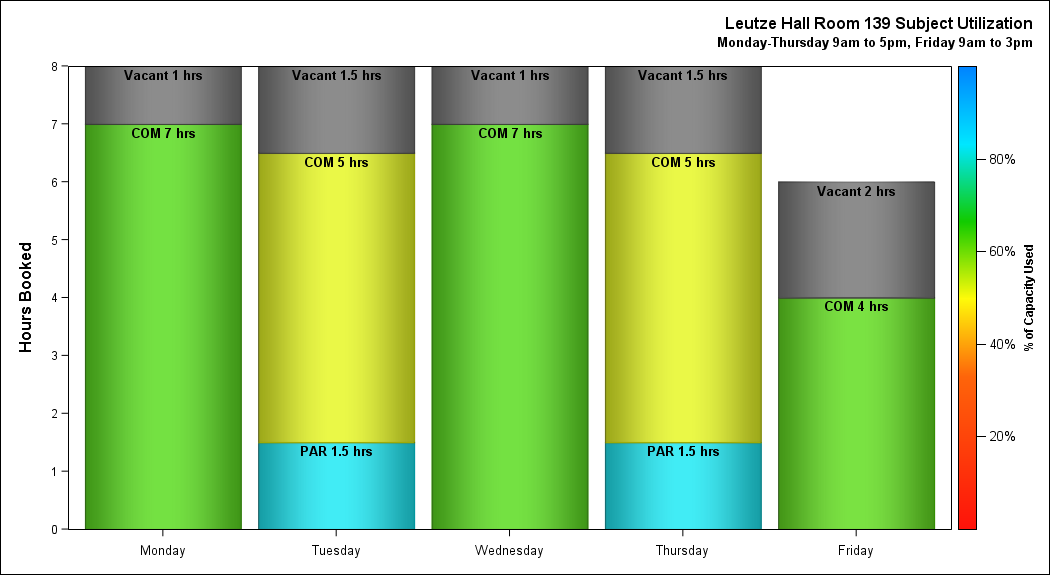 Leutze Hall Room 139 Subject Utilization
Monday-Thursday 9am to 5pm, Friday 9am to 3pm
8
7
6
5
4
3
2
1
0
Hours Booked
Vacant 1 hrs
COM 7 hrs
Vacant 1.5 hrs
COM 5 hrs
PAR 1.5 hrs
Vacant 1 hrs
COM 7 hrs
Vacant 1.5 hrs
COM 5 hrs
PAR 1.5 hrs
Vacant 2 hrs
COM 4 hrs
Monday
Tuesday
Wednesday
Thursday
Friday
80%
60%
40%
20%
% of Capacity Used